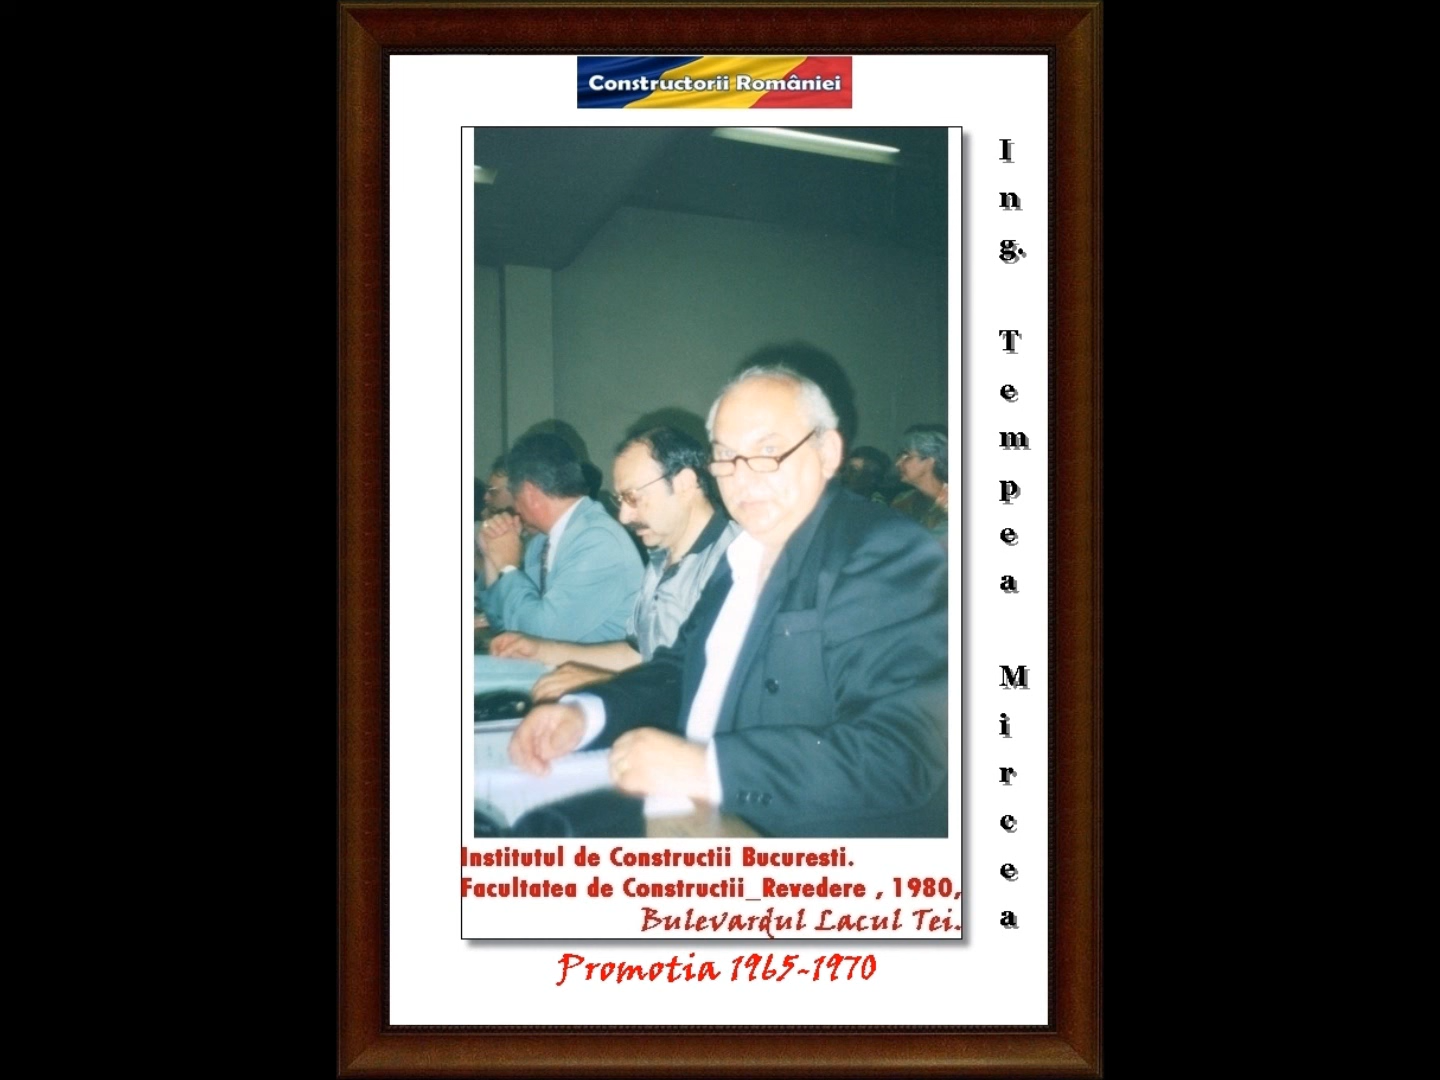 Constructorii României
Ing. Tempea Mircea
Institutul de Constructii Bucuresti.
Facultatea de Constructii_Revedere , 1980,
Bulevardul Lacul Tei.
Promotia 1965-1970